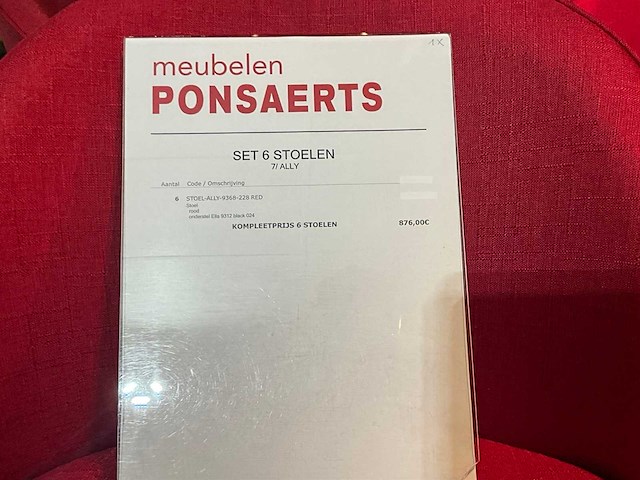 1X
meubelen
PONSAERTS
SET 6 STOELEN
7/ ALLY
Aantal Code / Omschrijving
6 STOEL-ALLY-9368-228 RED
Stoel
rood
onderstel Ella 9312 black 024
KOMPLEETPRIJS 6 STOELEN 876,00€